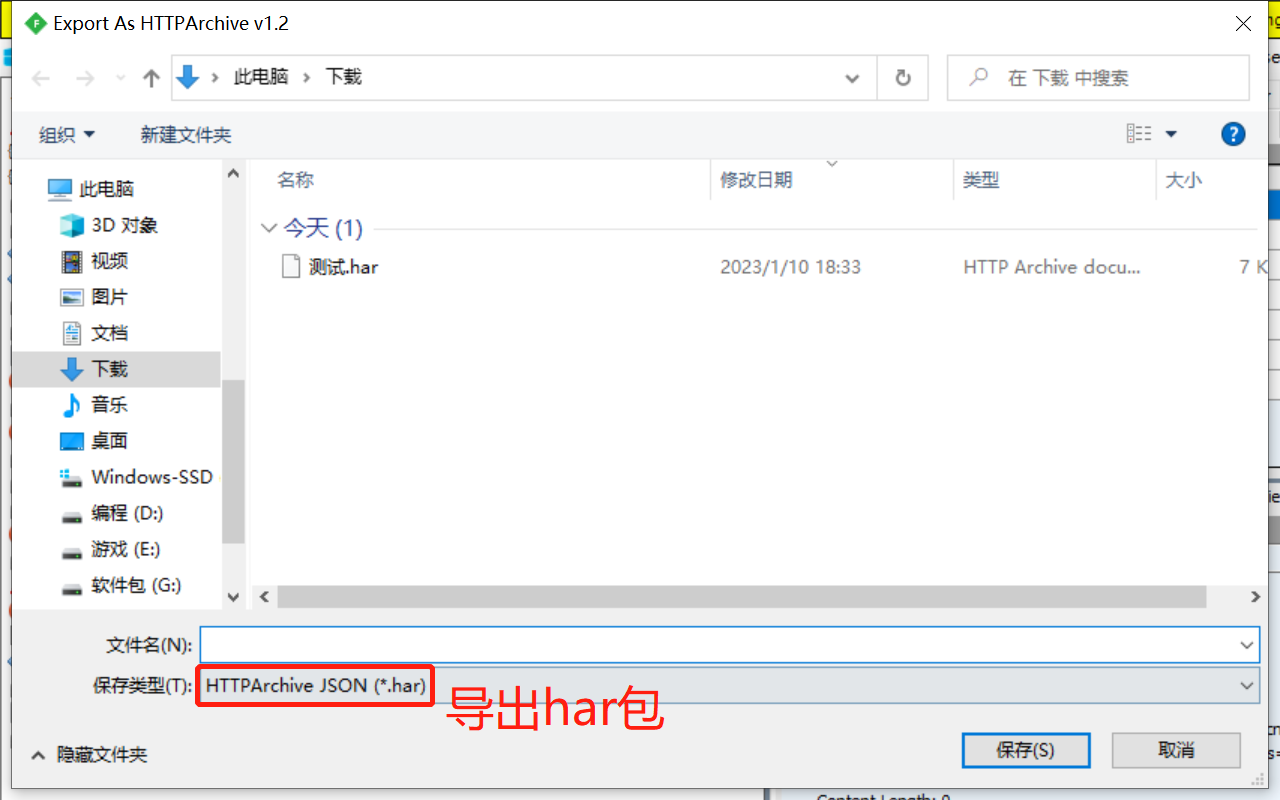 Export As HTTPArchive v1.2
此电脑 下载
在 下载 中搜索
组织 新建文件夹
此电脑
3D 对象
视频
图片
文档
下载
音乐
桌面
Windows-SSD
编程 (D:)
游戏 (E:)
软件包 (G:)
名称 修改日期 类型 大小
今天 (1)
测试.har 2023/1/10 18:33 HTTP Archive docu... 7 K
文件名(N):
保存类型(T): HTTPArchive JSON (*.har)
导出har包
隐藏文件夹 保存(S) 取消